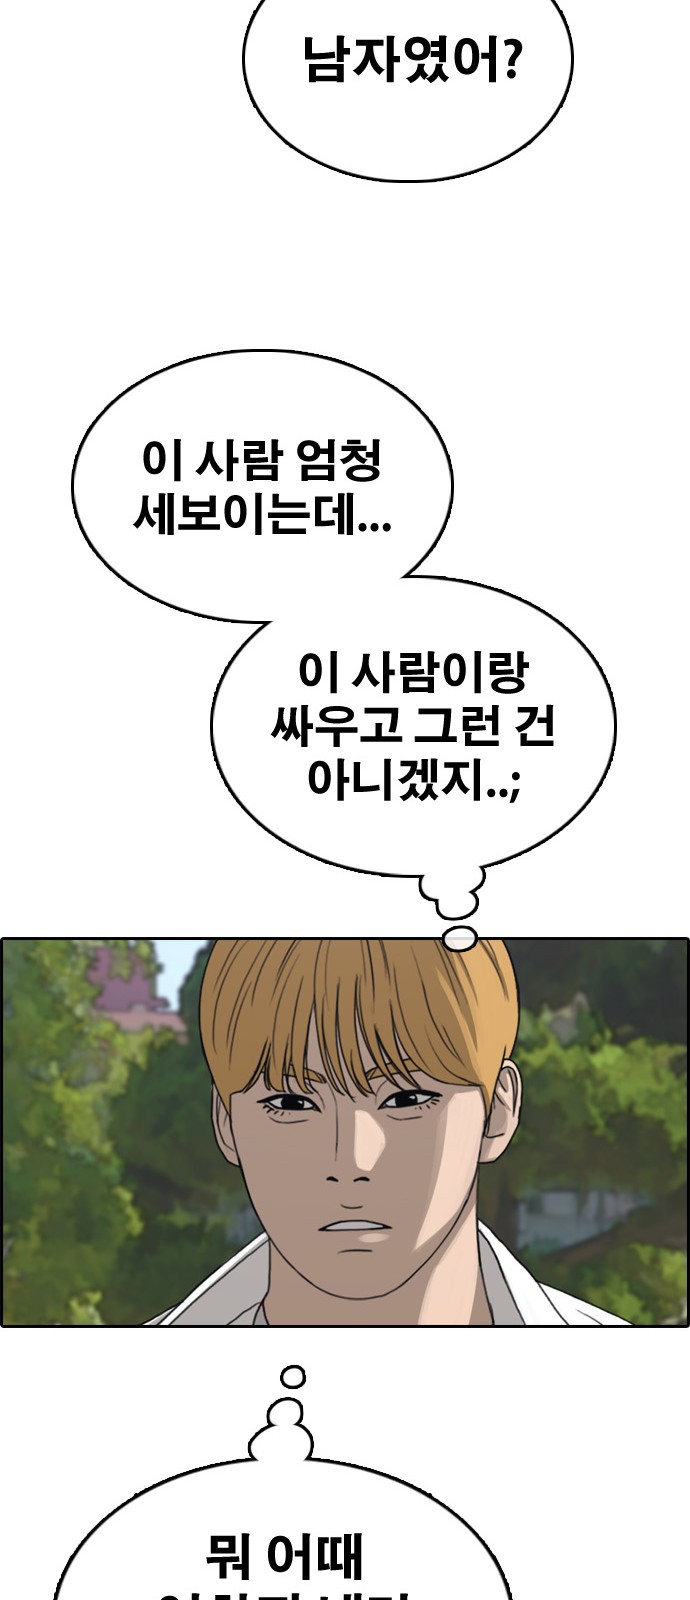 남자였어?
이 사람 엄청
세보이는데...
이 사람이랑
싸우고 그런 건
아니겠지..;
뭐 어때